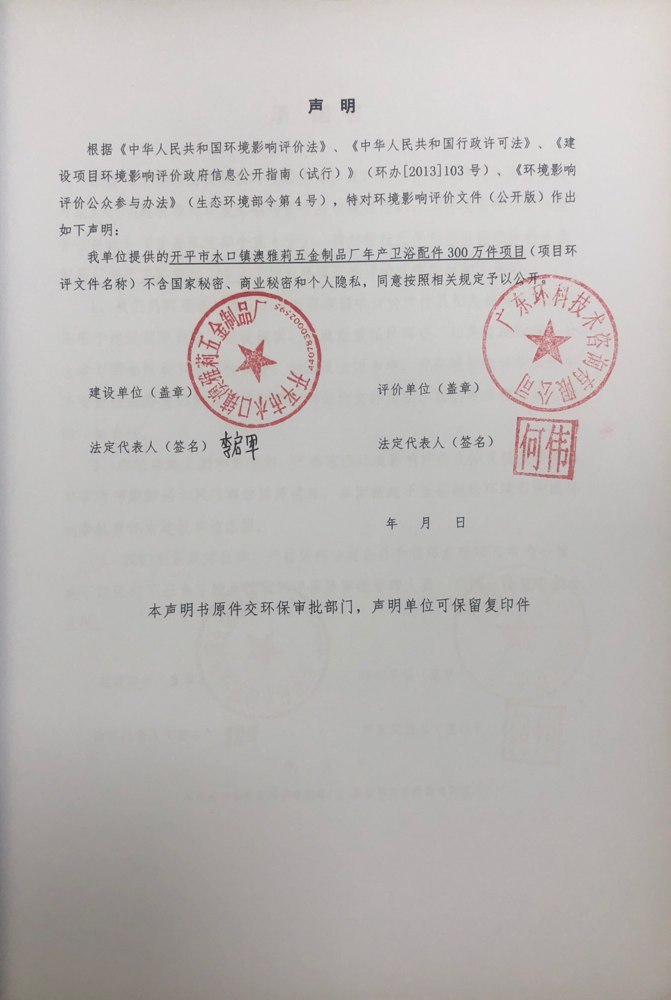 声 明
根据《中华人民共和国环境影响评价法》、《中华人民共和国行政许可法》、《建
设项目环境影响评价政府信息公开指南（试行）》（环办[2013]103 号）、《环境影响
评价公众参与办法》（生态环境部令第 4 号），特对环境影响评价文件（公开版）作出
如下声明：
我单位提供的开平市水口镇澳雅莉五金制品厂年产卫浴配件 300 万件项目（项目环
评文件名称）不含国家秘密、商业秘密和个人隐私，同意按照相关规定予以公开。
开平市水口镇澳雅莉五金制品厂
4407830002595
广东环科技术咨询有限公司
建设单位（盖章）
评价单位（盖章）
法定代表人（签名）
法定代表人（签名）
何伟
年 月 日
本声明书原件交环保审批部门，声明单位可保留复印件